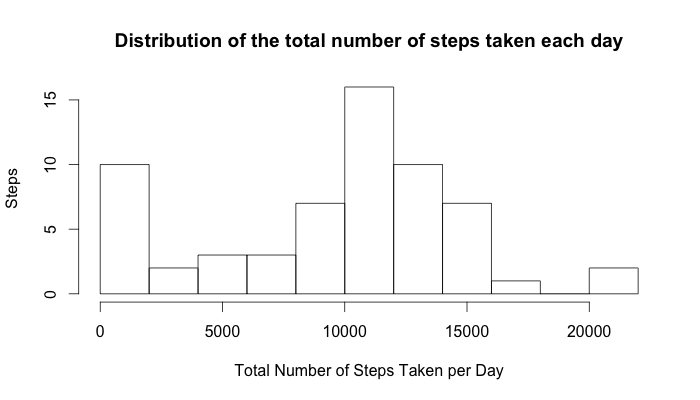 Distribution of the total number of steps taken each day
Steps
15
10
5
0
0 5000 10000 15000 20000
Total Number of Steps Taken per Day